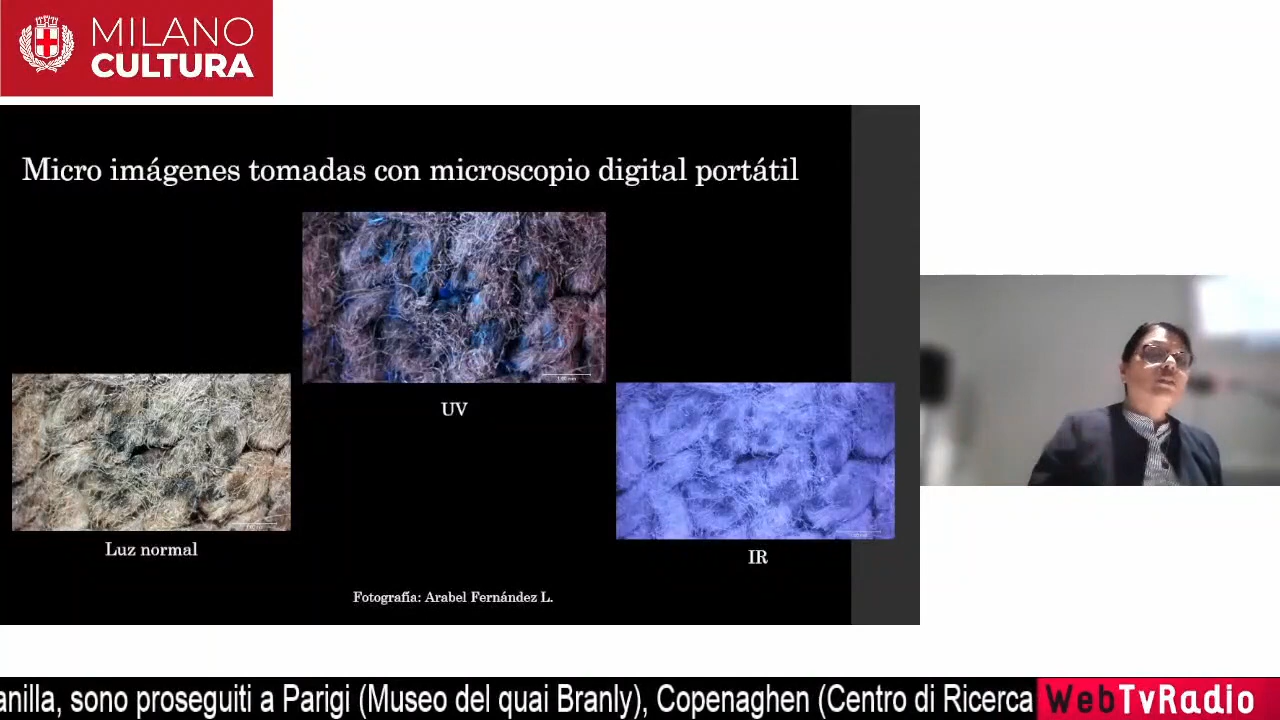 MILANO
CULTURA
Micro imágenes tomadas con microscopio digital portátil
UV
Luz normal
IR
Fotografía: Arabel Fernández L.
anilla, sono proseguiti a Parigi (Museo del quai Branly), Copenaghen (Centro di Ricerca
WebTvRadio